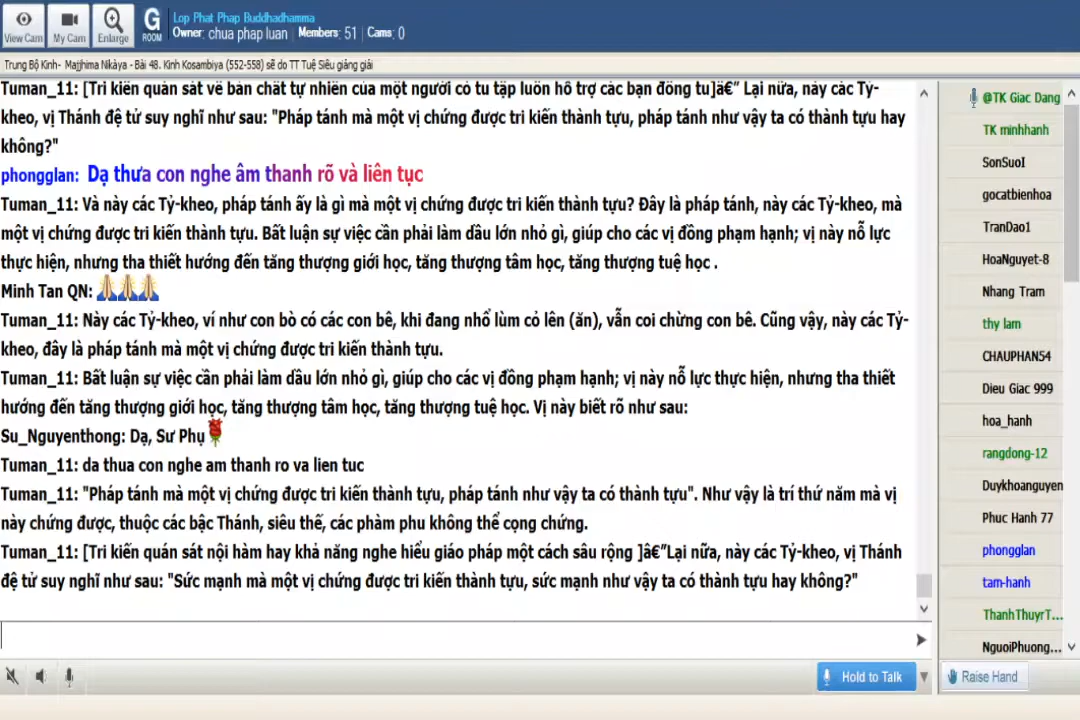 View Cam
My Cam
Enlarge
G
ROOM
Lop Phat Phap Buddhadhamma
Owner: chua phap luan | Members: 51 | Cams: 0
Trung Bộ Kinh- Majjhima Nikàya - Bài 48. Kinh Kosambiya (552-558) sẽ do TT Tuệ Siêu giảng giải
Tuman_11: [Tri kiến quán sát về bản chất tự nhiên của một người có tu tập luôn hỗ trợ các bạn đồng tu]â€“ Lại nữa, này các Tỷ-
kheo, vị Thánh đệ tử suy nghĩ như sau: "Pháp tánh mà một vị chứng được tri kiến thành tựu, pháp tánh như vậy ta có thành tựu hay
không?"
phongglan: Dạ thưa con nghe âm thanh rõ và liên tục
Tuman_11: Và này các Tỷ-kheo, pháp tánh ấy là gì mà một vị chứng được tri kiến thành tựu? Đây là pháp tánh, này các Tỷ-kheo, mà
một vị chứng được tri kiến thành tựu. Bất luận sự việc cần phải làm dầu lớn nhỏ gì, giúp cho các vị đồng phạm hạnh; vị này nỗ lực
thực hiện, nhưng tha thiết hướng đến tăng thượng giới học, tăng thượng tâm học, tăng thượng tuệ học .
Minh Tan QN: 🙏🙏🙏
Tuman_11: Này các Tỷ-kheo, ví như con bò có các con bê, khi đang nhổ lùm cỏ lên (ăn), vẫn coi chừng con bê. Cũng vậy, này các Tỷ-
kheo, đây là pháp tánh mà một vị chứng được tri kiến thành tựu.
Tuman_11: Bất luận sự việc cần phải làm dầu lớn nhỏ gì, giúp cho các vị đồng phạm hạnh; vị này nỗ lực thực hiện, nhưng tha thiết
hướng đến tăng thượng giới học, tăng thượng tâm học, tăng thượng tuệ học. Vị này biết rõ như sau:
Su_Nguyenthong: Dạ, Sư Phụ🌹
Tuman_11: da thua con nghe am thanh ro va lien tuc
Tuman_11: "Pháp tánh mà một vị chứng được tri kiến thành tựu, pháp tánh như vậy ta có thành tựu". Như vậy là trí thứ năm mà vị
này chứng được, thuộc các bậc Thánh, siêu thế, các phàm phu không thể cọng chứng.
Tuman_11: [Tri kiến quán sát nội hàm hay khả năng nghe hiểu giáo pháp một cách sâu rộng ]â€“Lại nữa, này các Tỷ-kheo, vị Thánh
đệ tử suy nghĩ như sau: "Sức mạnh mà một vị chứng được tri kiến thành tựu, sức mạnh như vậy ta có thành tựu hay không?"
@TK Giac Dang
TK minhhanh
SonSuoI
gocatbienhoa
TranDao1
HoaNguyet-8
Nhang Tram
thy lam
CHAUPHAN54
Dieu Giac 999
hoa_hanh
rangdong-12
Duykhoanguyen
Phuc Hanh 77
phongglan
tam-hanh
ThanhThuyrT...
NguoiPhuong...
Hold to Talk
Raise Hand